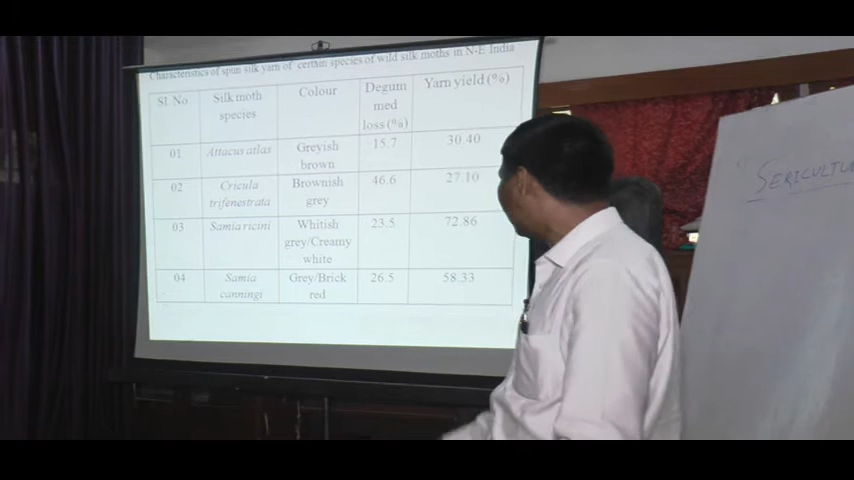 Characteristics of spun silk yarn of certain species of wild silk moths in N-E India
Sl. No Silk moth species Colour Degummed loss (%) Yarn yield (%)
01 Attacus atlas Greyish brown 15.7 30.40
02 Cricula trifenestrata Brownish grey 46.6 27.10
03 Samia ricini Whitish grey/Creamy white 23.5 72.86
04 Samia canningi Grey/Brick red 26.5 58.33
SERICULTU